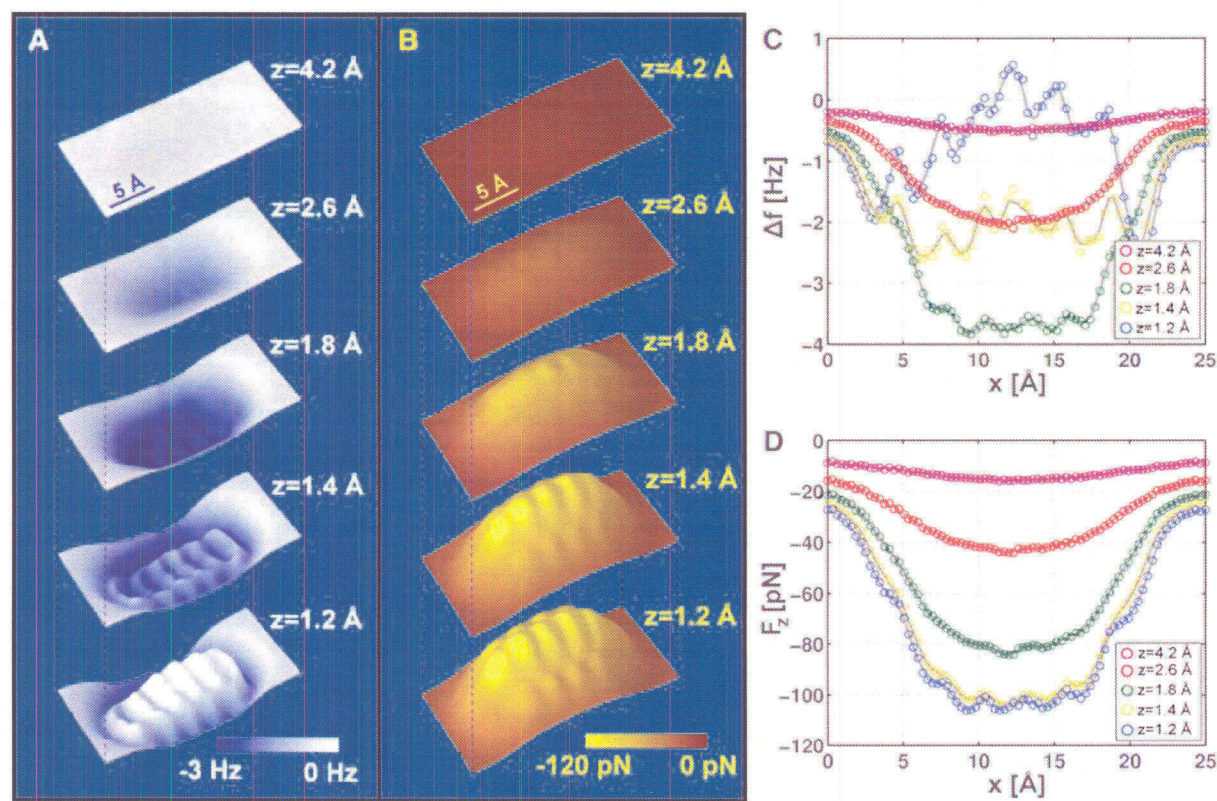 A
z=4.2 Å
5 Å
z=2.6 Å
z=1.8 Å
z=1.4 Å
z=1.2 Å
-3 Hz
0 Hz
B
z=4.2 Å
5 Å
z=2.6 Å
z=1.8 Å
z=1.4 Å
z=1.2 Å
-120 pN
0 pN
C
1
0
−1
−2
−3
−4
Δf [Hz]
z=4.2 Å
z=2.6 Å
z=1.8 Å
z=1.4 Å
z=1.2 Å
0 5 10 15 20 25
x [Å]
D
0
−20
−40
−60
−80
−100
−120
Fz [pN]
z=4.2 Å
z=2.6 Å
z=1.8 Å
z=1.4 Å
z=1.2 Å
0 5 10 15 20 25
x [Å]